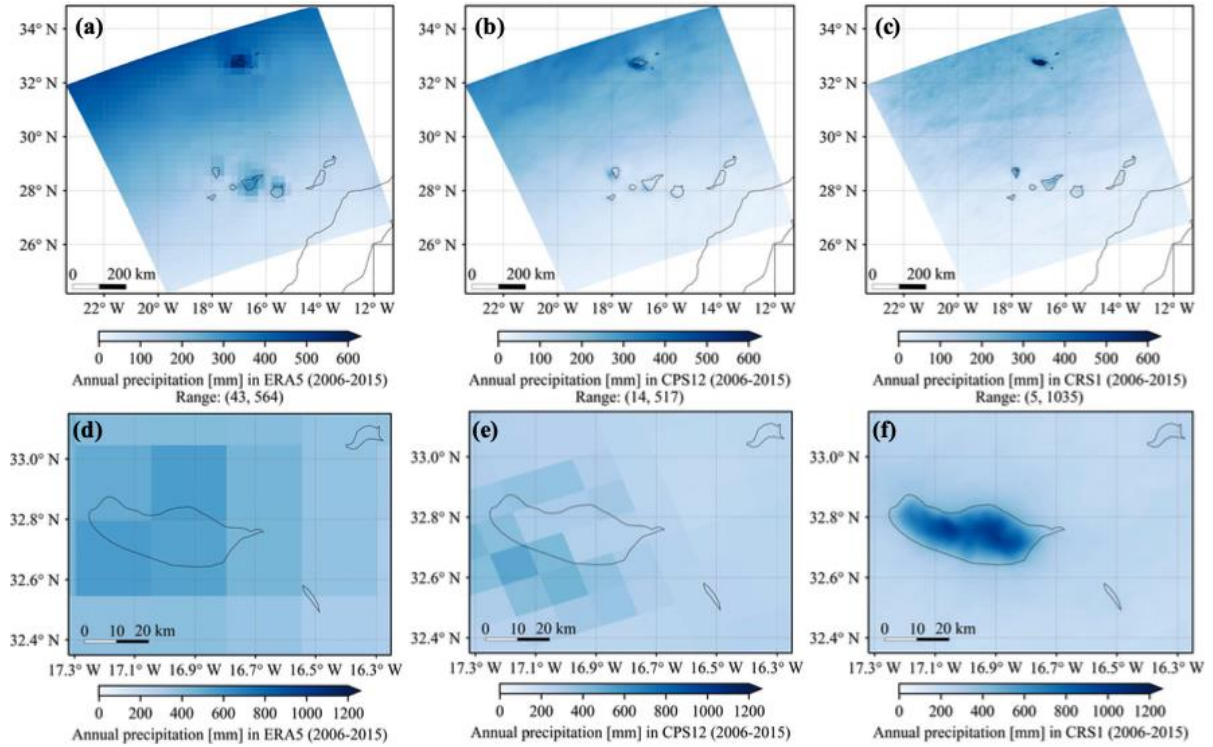 (a) (b) (c)
34° N 34° N 34° N
32° N 32° N 32° N
30° N 30° N 30° N
28° N 28° N 28° N
26° N 26° N 26° N
0 200 km 0 200 km 0 200 km
22° W 20° W 18° W 16° W 14° W 12° W 22° W 20° W 18° W 16° W 14° W 12° W 22° W 20° W 18° W 16° W 14° W 12° W
0 100 200 300 400 500 600 0 100 200 300 400 500 600 0 100 200 300 400 500 600
Annual precipitation [mm] in ERA5 (2006-2015) Annual precipitation [mm] in CPS12 (2006-2015) Annual precipitation [mm] in CRS1 (2006-2015)
Range: (43, 564) Range: (14, 517) Range: (5, 1035)
(d) (e) (f)
33.0° N 33.0° N 33.0° N
32.8° N 32.8° N 32.8° N
32.6° N 32.6° N 32.6° N
32.4° N 32.4° N 32.4° N
0 10 20 km 0 10 20 km 0 10 20 km
17.3° W 17.1° W 16.9° W 16.7° W 16.5° W 16.3° W 17.3° W 17.1° W 16.9° W 16.7° W 16.5° W 16.3° W 17.3° W 17.1° W 16.9° W 16.7° W 16.5° W 16.3° W
0 200 400 600 800 1000 1200 0 200 400 600 800 1000 1200 0 200 400 600 800 1000 1200
Annual precipitation [mm] in ERA5 (2006-2015) Annual precipitation [mm] in CPS12 (2006-2015) Annual precipitation [mm] in CRS1 (2006-2015)